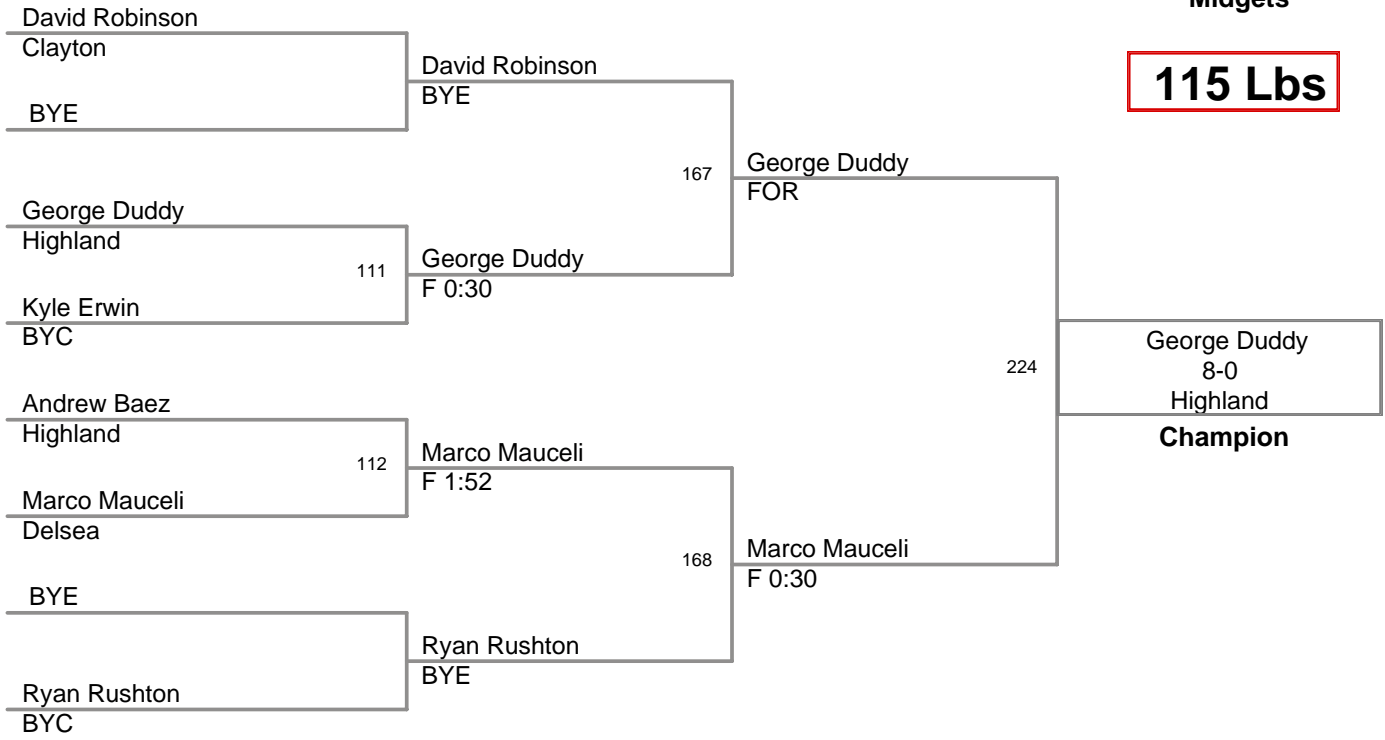 Midgets
115 Lbs
David Robinson
Clayton
BYE
George Duddy
Highland
Kyle Erwin
BYC
Andrew Baez
Highland
Marco Mauceli
Delsea
BYE
Ryan Rushton
BYC
David Robinson
BYE
111
George Duddy
F 0:30
112
Marco Mauceli
F 1:52
Ryan Rushton
BYE
167
George Duddy
FOR
168
Marco Mauceli
F 0:30
224
George Duddy
8-0
Highland
Champion